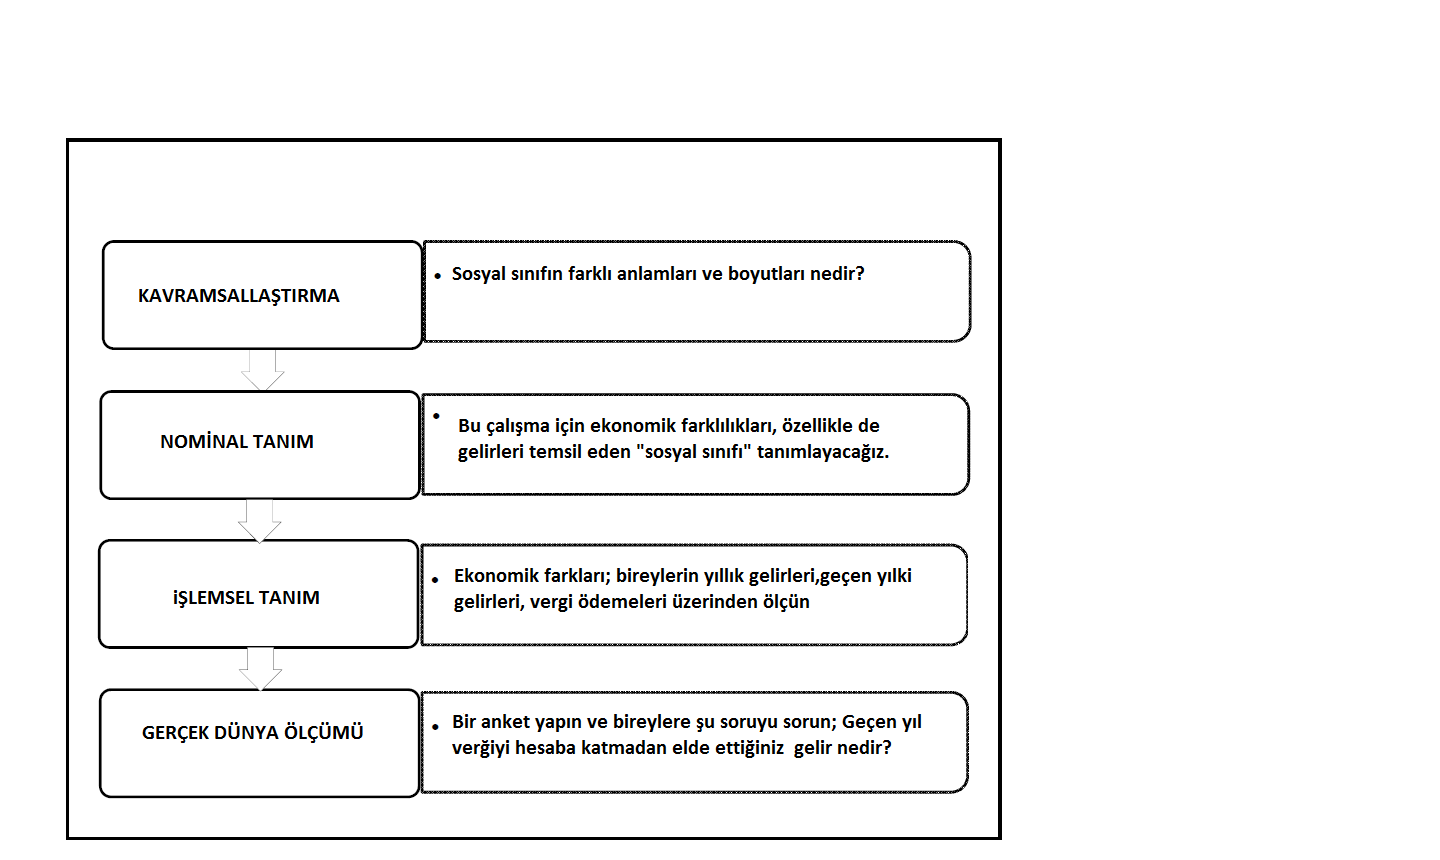 KAVRAMSALLAŞTIRMA
• Sosyal sınıfın farklı anlamları ve boyutları nedir?
NOMİNAL TANIM
• Bu çalışma için ekonomik farklılıkları, özellikle de
gelirleri temsil eden "sosyal sınıfı" tanımlayacağız.
iŞLEMSEL TANIM
• Ekonomik farkları; bireylerin yıllık gelirleri,geçen yılki
gelirleri, vergi ödemeleri üzerinden ölçün
GERÇEK DÜNYA ÖLÇÜMÜ
• Bir anket yapın ve bireylere şu soruyu sorun; Geçen yıl
verğiyi hesaba katmadan elde ettiğiniz gelir nedir?